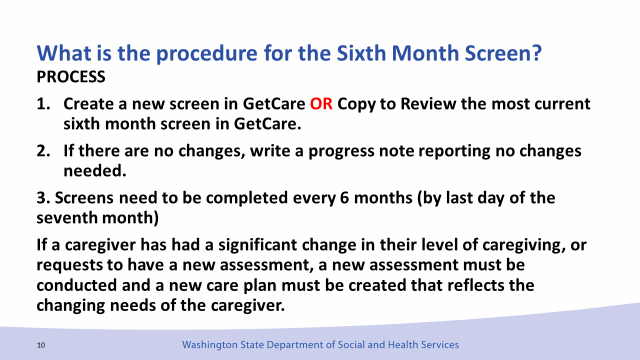 What is the procedure for the Sixth Month Screen?
PROCESS
1. Create a new screen in GetCare OR Copy to Review the most current
sixth month screen in GetCare.
2. If there are no changes, write a progress note reporting no changes
needed.
3. Screens need to be completed every 6 months (by last day of the
seventh month)
If a caregiver has had a significant change in their level of caregiving, or
requests to have a new assessment, a new assessment must be
conducted and a new care plan must be created that reflects the
changing needs of the caregiver.
10 Washington State Department of Social and Health Services